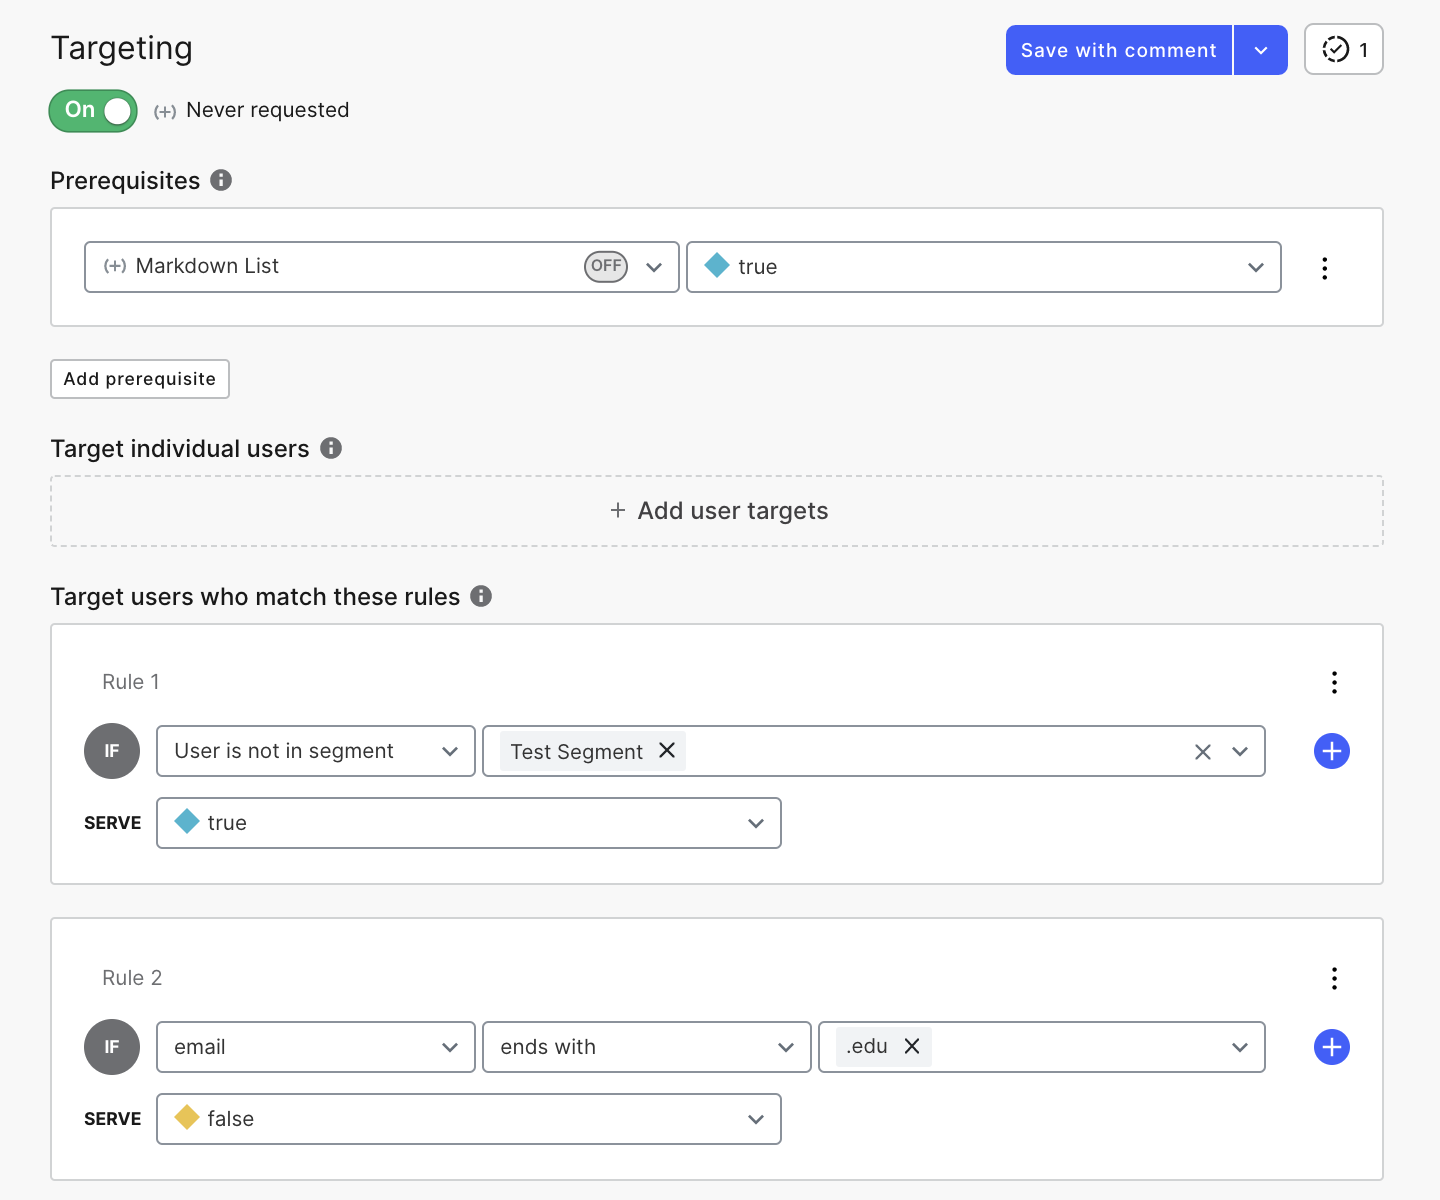 Targeting
Save with comment
1
On
(+) Never requested
Prerequisites
(+) Markdown List OFF
true
Add prerequisite
Target individual users
+ Add user targets
Target users who match these rules
Rule 1
IF User is not in segment Test Segment
SERVE true
Rule 2
IF email ends with .edu
SERVE false